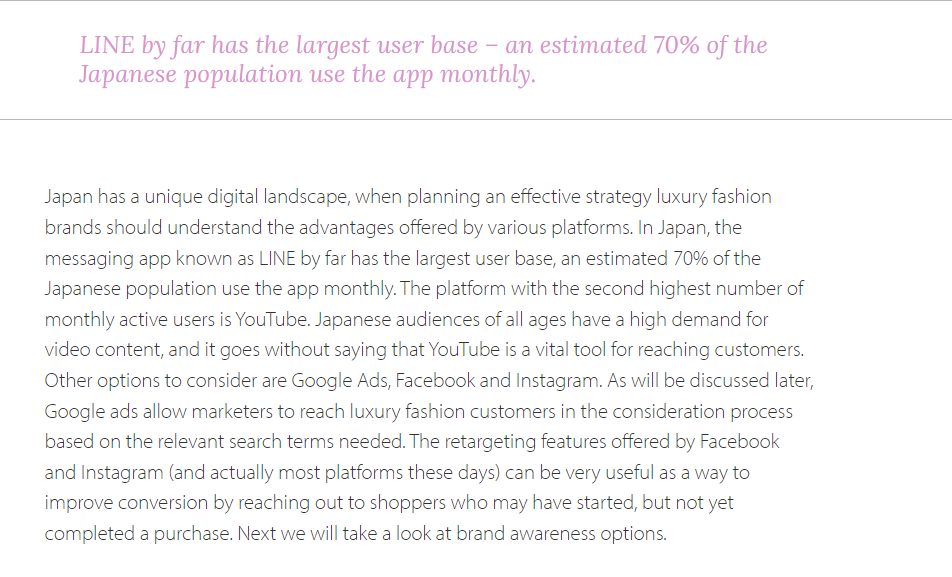 LINE by far has the largest user base – an estimated 70% of the
Japanese population use the app monthly.
Japan has a unique digital landscape, when planning an effective strategy luxury fashion
brands should understand the advantages offered by various platforms. In Japan, the
messaging app known as LINE by far has the largest user base, an estimated 70% of the
Japanese population use the app monthly. The platform with the second highest number of
monthly active users is YouTube. Japanese audiences of all ages have a high demand for
video content, and it goes without saying that YouTube is a vital tool for reaching customers.
Other options to consider are Google Ads, Facebook and Instagram. As will be discussed later,
Google ads allow marketers to reach luxury fashion customers in the consideration process
based on the relevant search terms needed. The retargeting features offered by Facebook
and Instagram (and actually most platforms these days) can be very useful as a way to
improve conversion by reaching out to shoppers who may have started, but not yet
completed a purchase. Next we will take a look at brand awareness options.